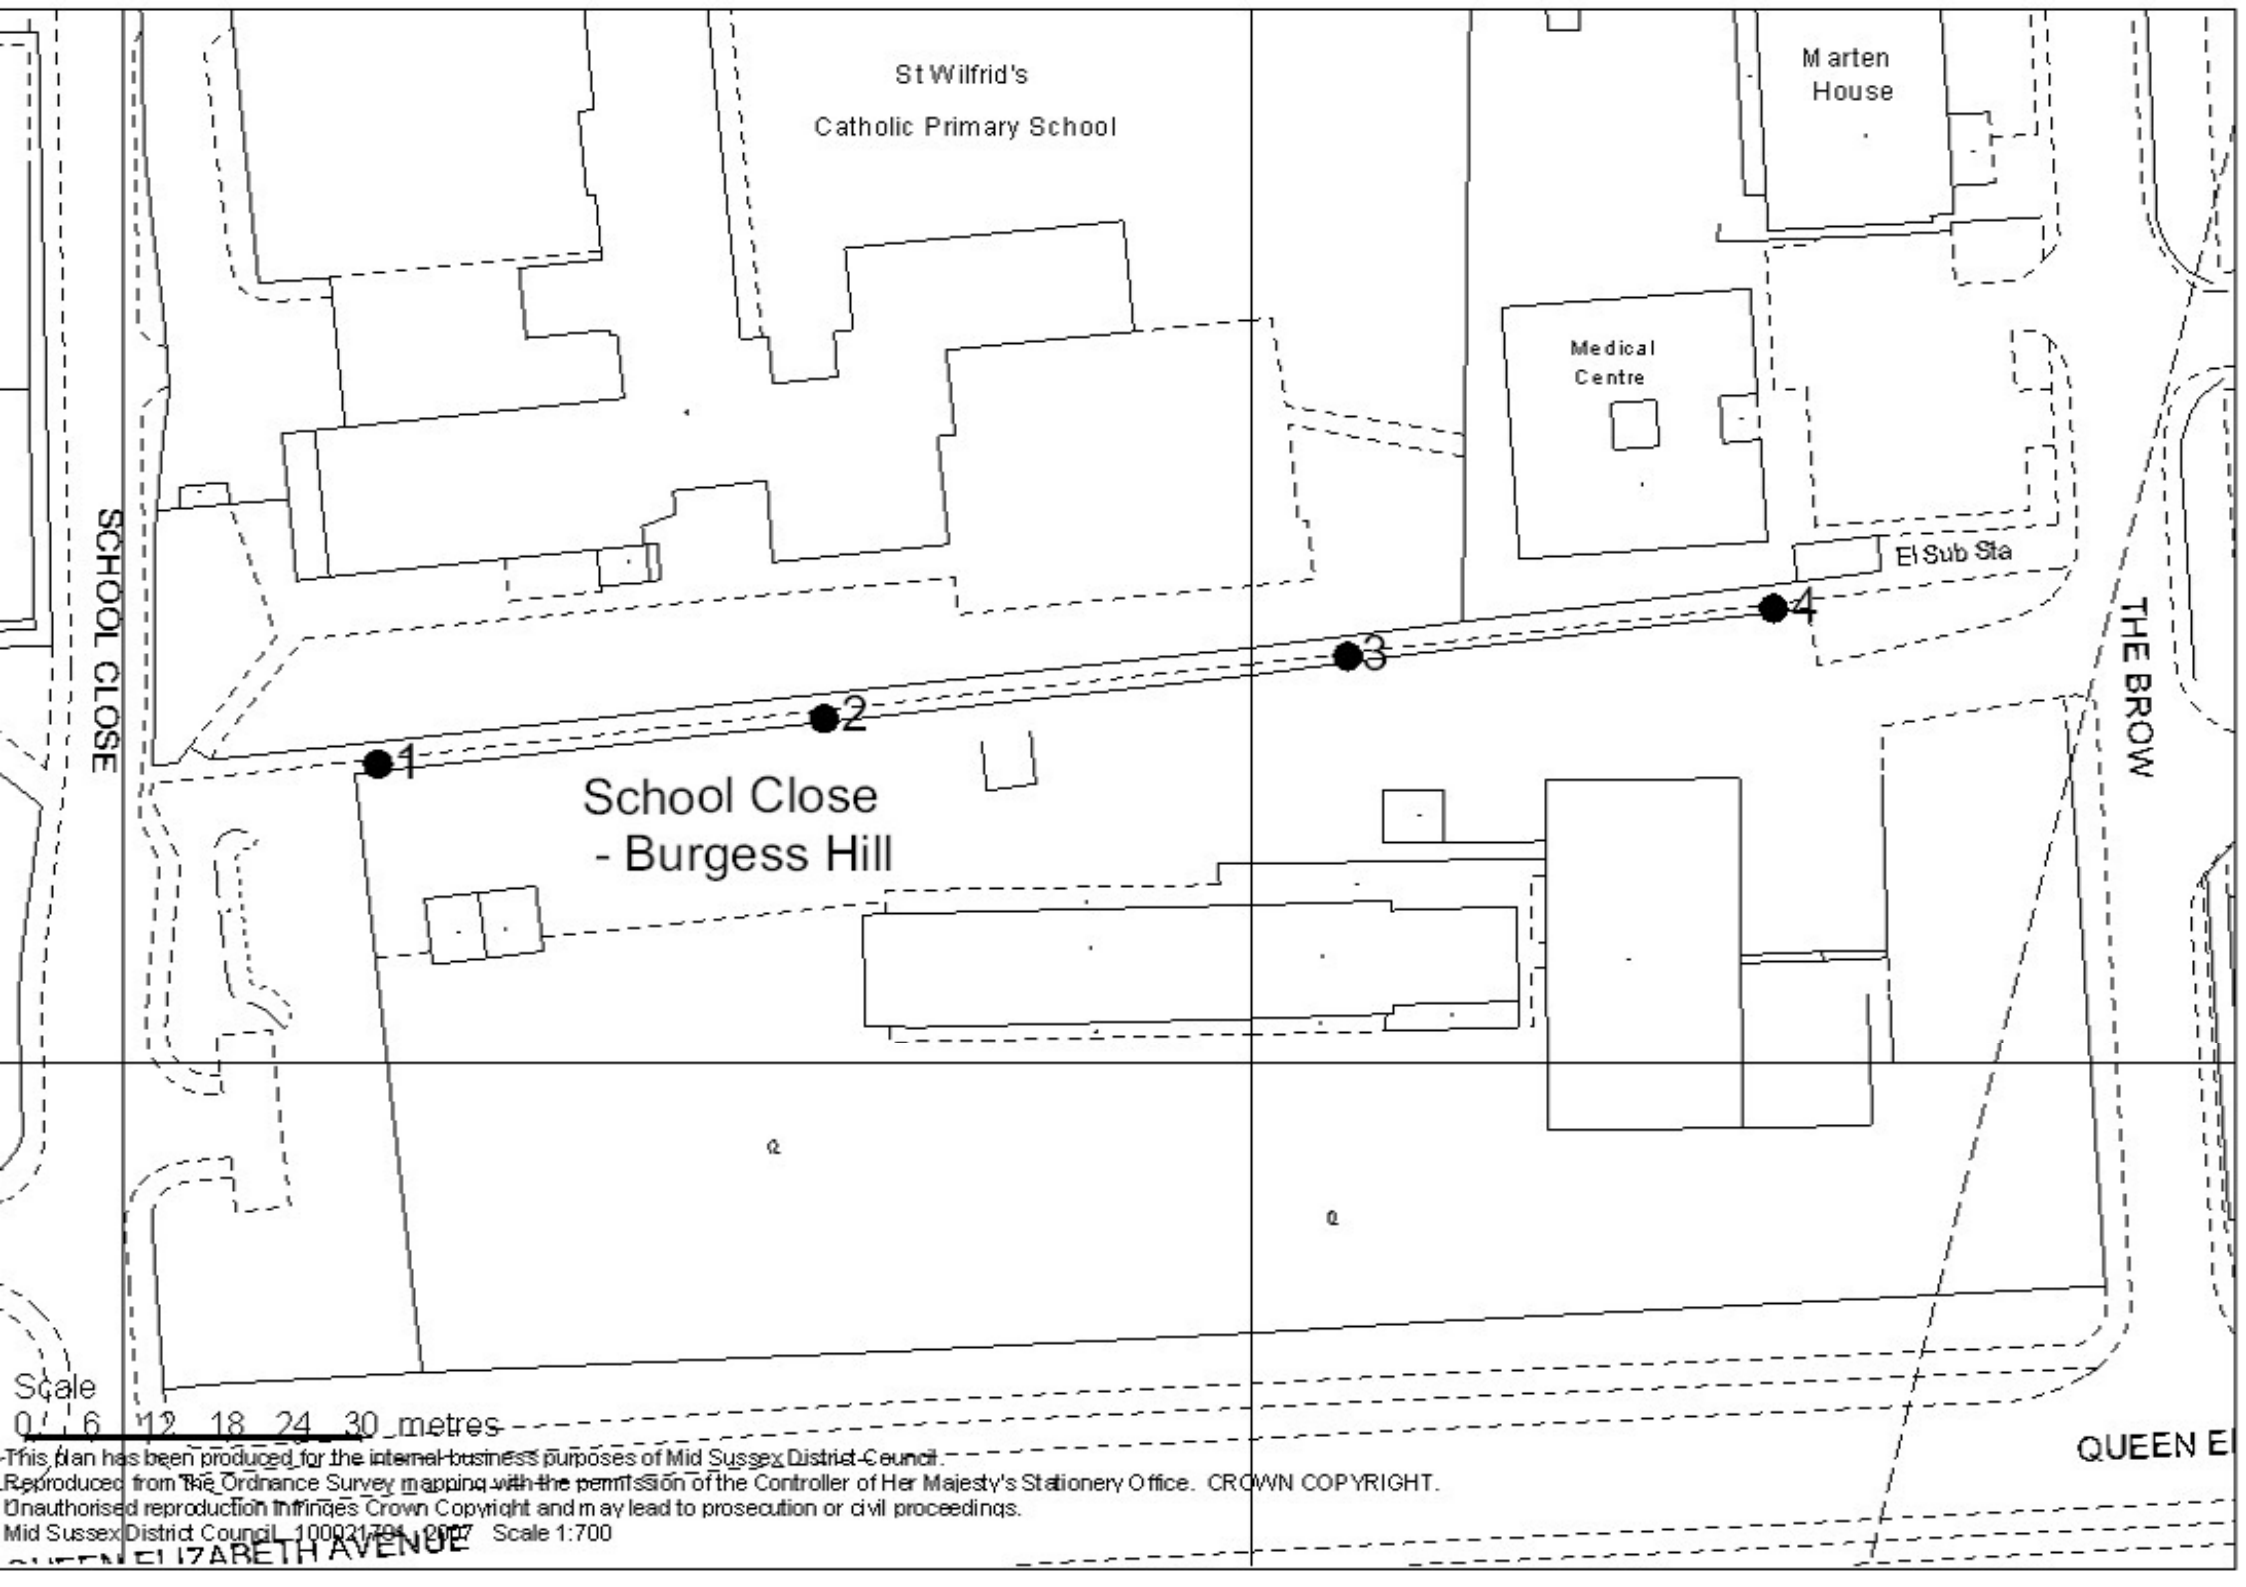 St Wilfrid's
Catholic Primary School
Marten
House
Medical
Centre
El Sub Sta
SCHOOL CLOSE
THE BROW
1
2
3
4
School Close
- Burgess Hill
Scale
0 6 12 18 24 30 metres
This plan has been produced for the internal business purposes of Mid Sussex District Council.
Reproduced from The Ordnance Survey mapping with the permission of the Controller of Her Majesty's Stationery Office. CROWN COPYRIGHT.
Unauthorised reproduction infringes Crown Copyright and may lead to prosecution or civil proceedings.
Mid Sussex District Council 2007 Scale 1:700
QUEEN ELIZABETH AVENUE
QUEEN El